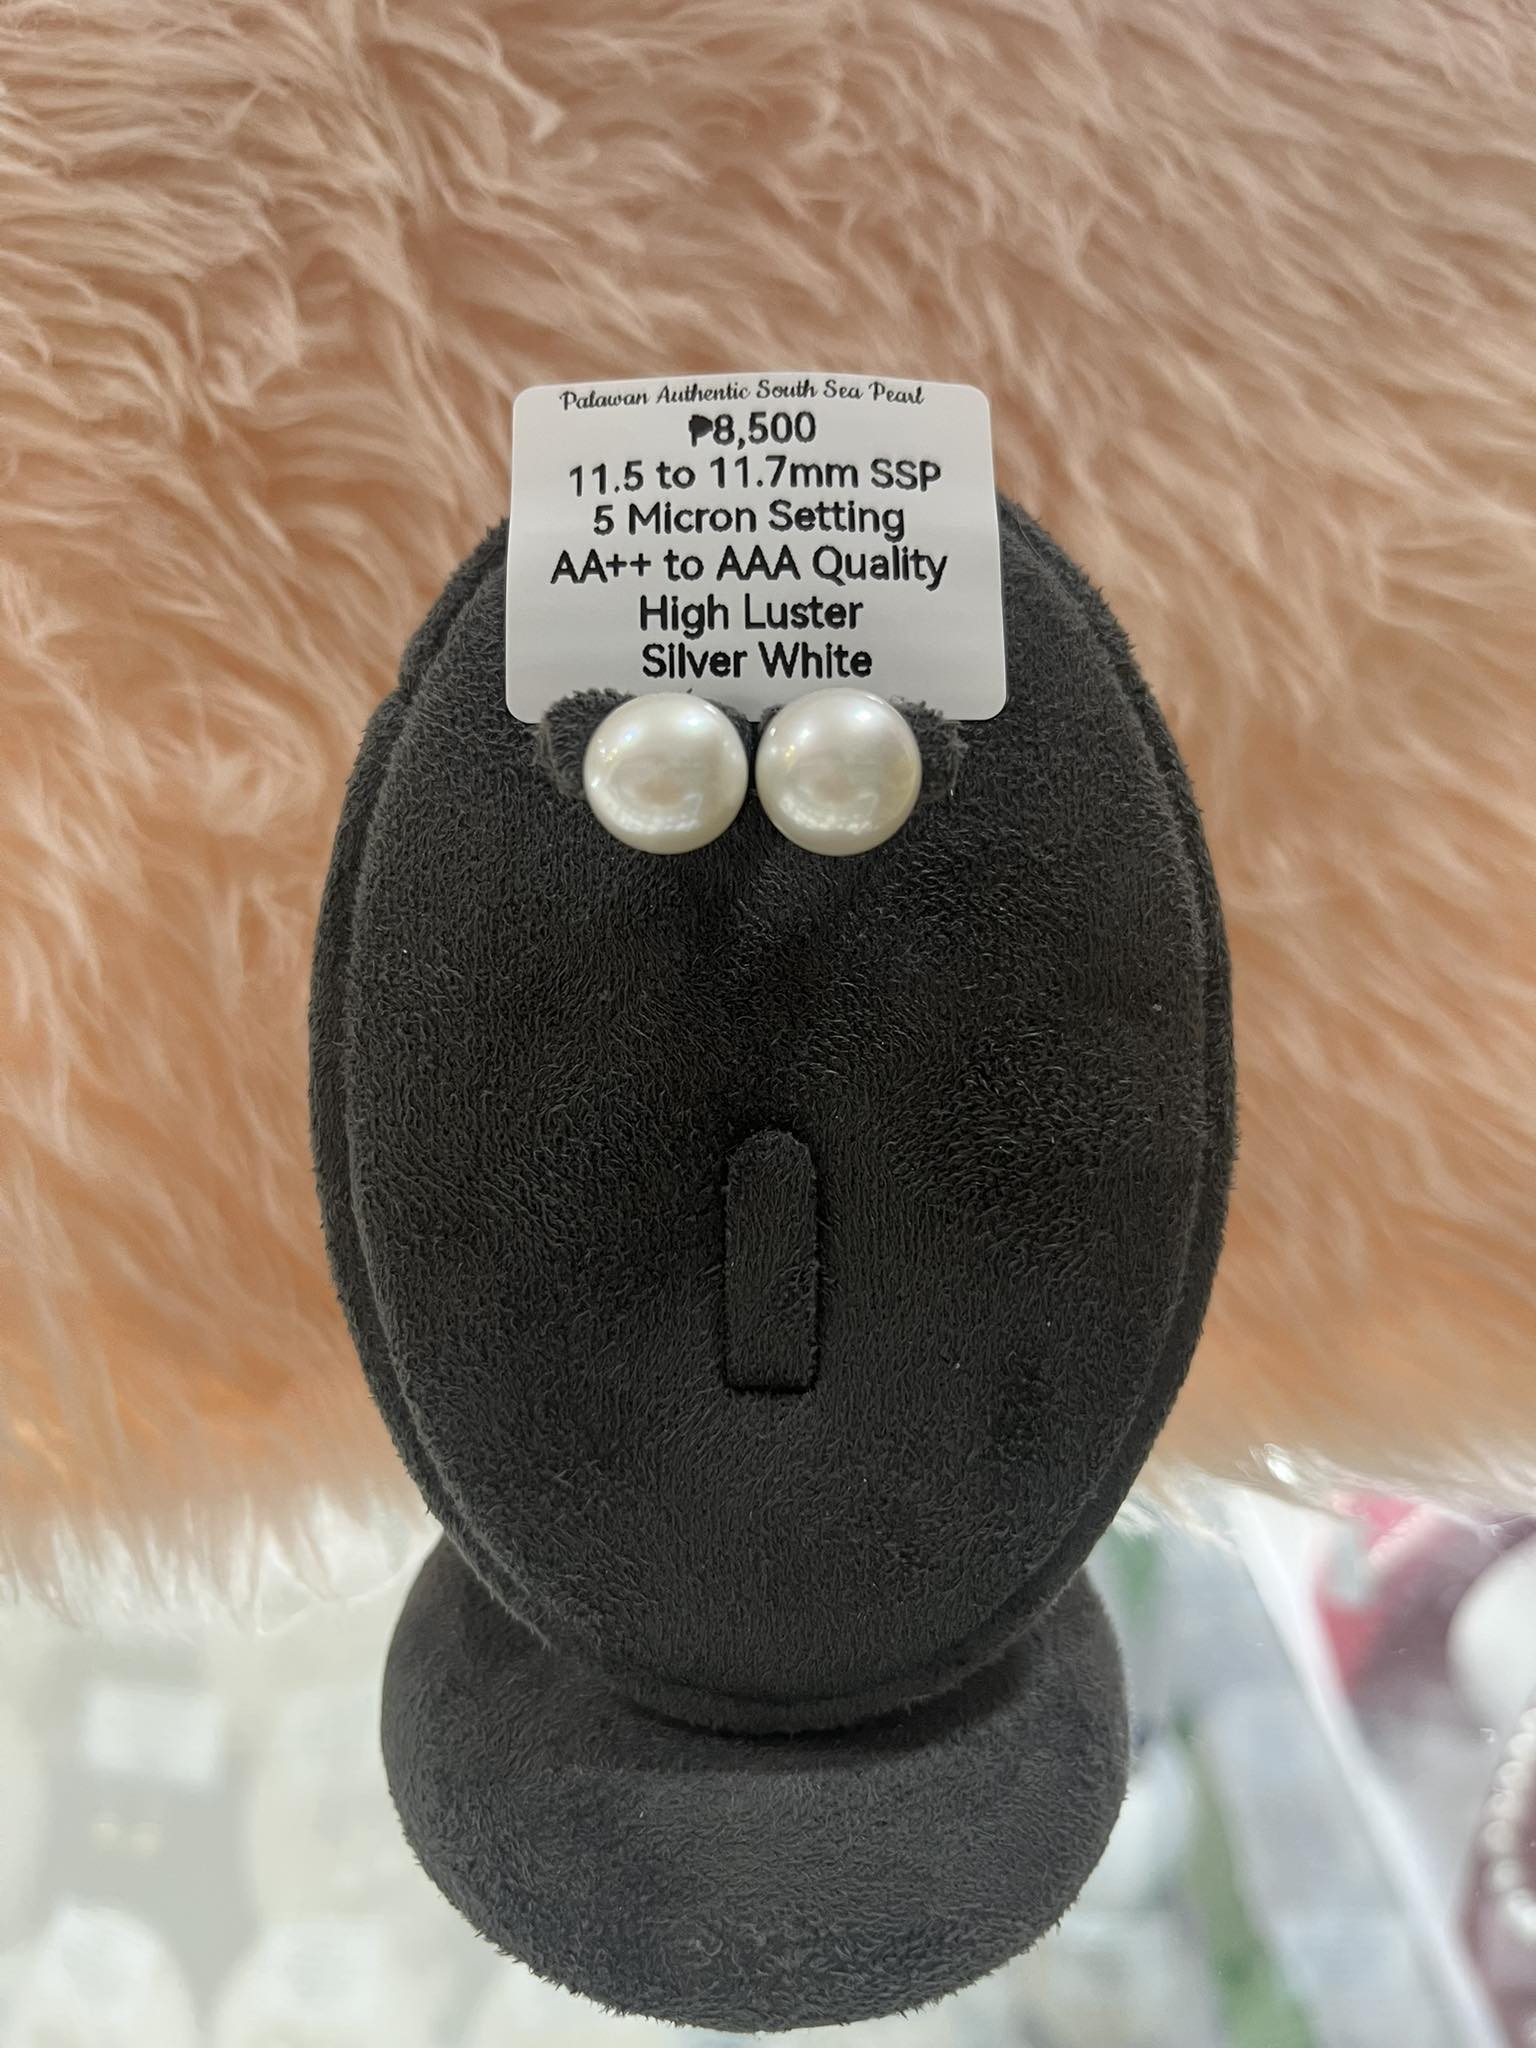 Palawan Authentic South Sea Pearl
₱8,500
11.5 to 11.7mm SSP
5 Micron Setting
AA++ to AAA Quality
High Luster
Silver White